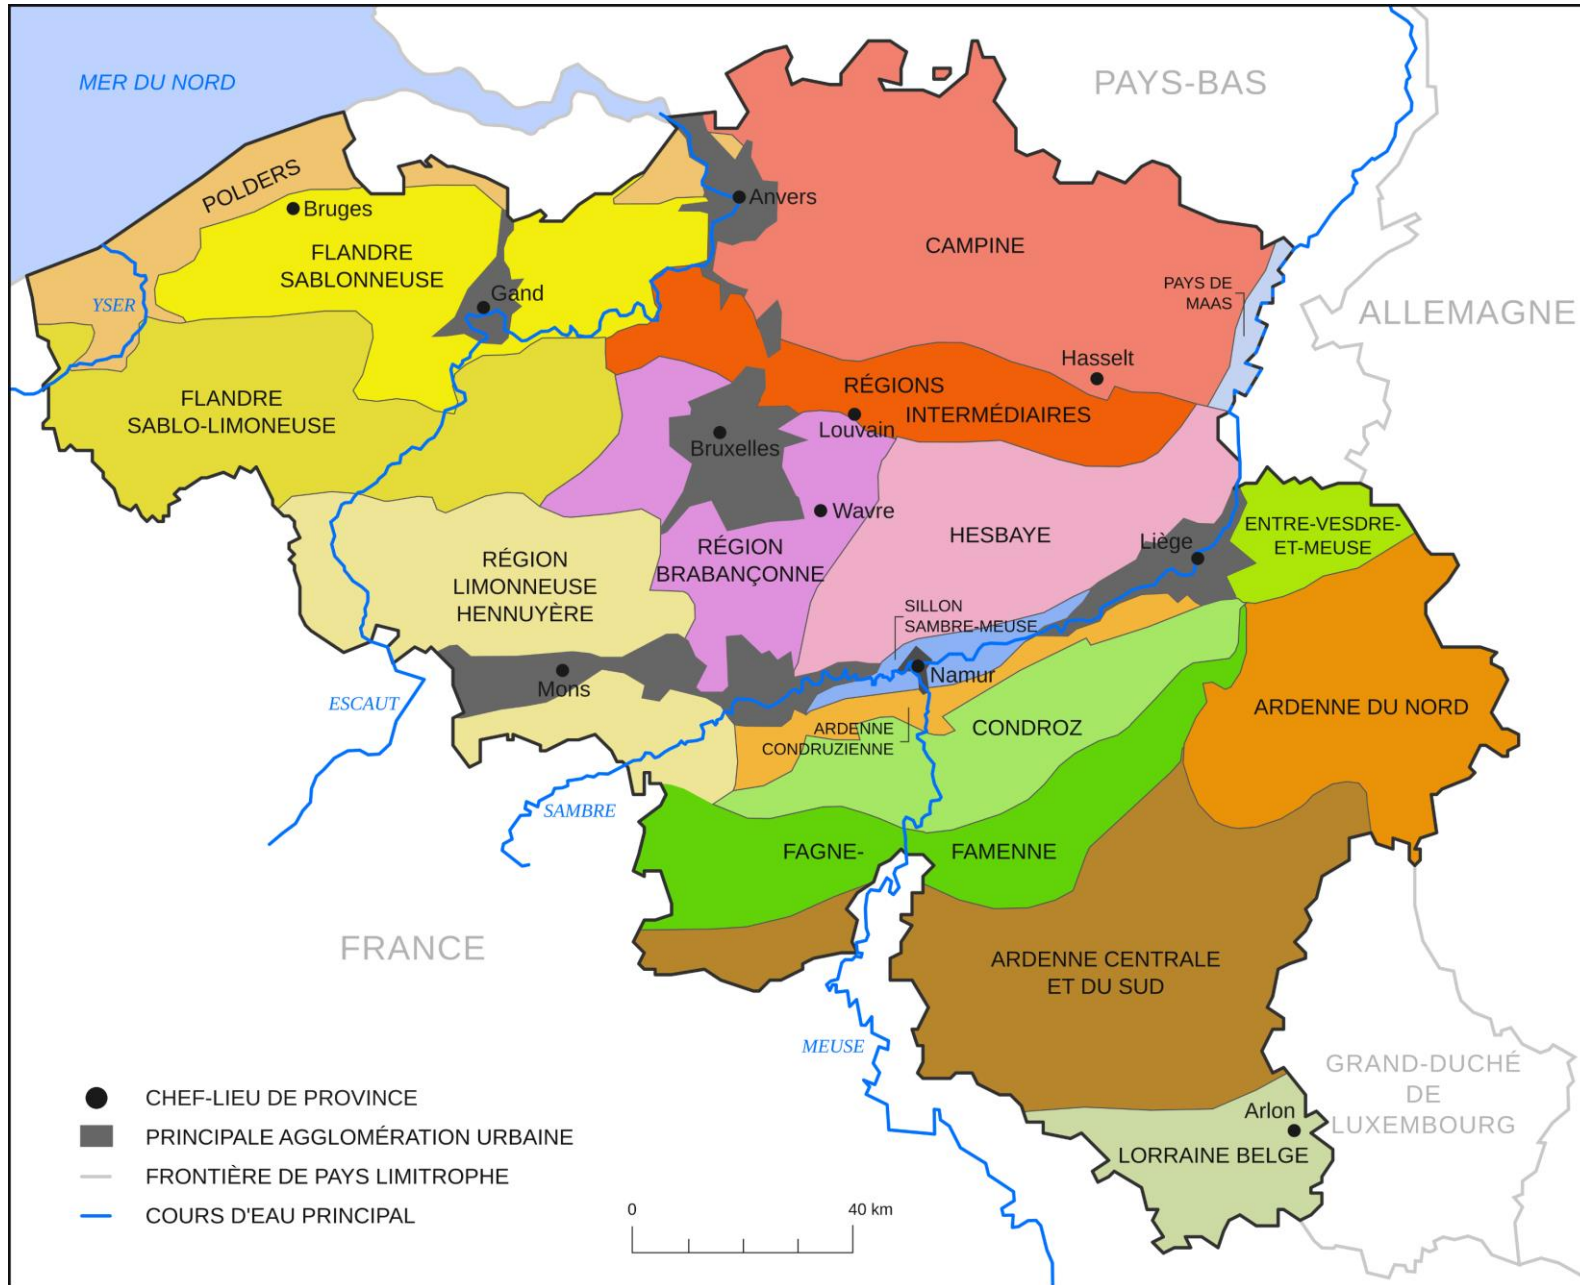 MER DU NORD
PAYS-BAS
POLDERS
Bruges
Anvers
FLANDRE
SABLONNEUSE
CAMPINE
PAYS DE
MAAS
YSER
Gand
ALLEMAGNE
Hasselt
RÉGIONS
INTERMÉDIAIRES
FLANDRE
SABLO-LIMONEUSE
Louvain
Bruxelles
Wavre
HESBAYE
Liège
ENTRE-VESDRE-
ET-MEUSE
RÉGION
BRABANÇONNE
RÉGION
LIMONNEUSE
HENNUYÈRE
SILLON
SAMBRE-MEUSE
Mons
Namur
ESCAUT
ARDENNE
CONDRUZIENNE
CONDROZ
ARDENNE DU NORD
SAMBRE
FAGNE-
FAMENNE
FRANCE
ARDENNE CENTRALE
ET DU SUD
MEUSE
GRAND-DUCHÉ
DE
LUXEMBOURG
Arlon
LORRAINE BELGE
CHEF-LIEU DE PROVINCE
PRINCIPALE AGGLOMÉRATION URBAINE
FRONTIÈRE DE PAYS LIMITROPHE
COURS D'EAU PRINCIPAL
0 40 km